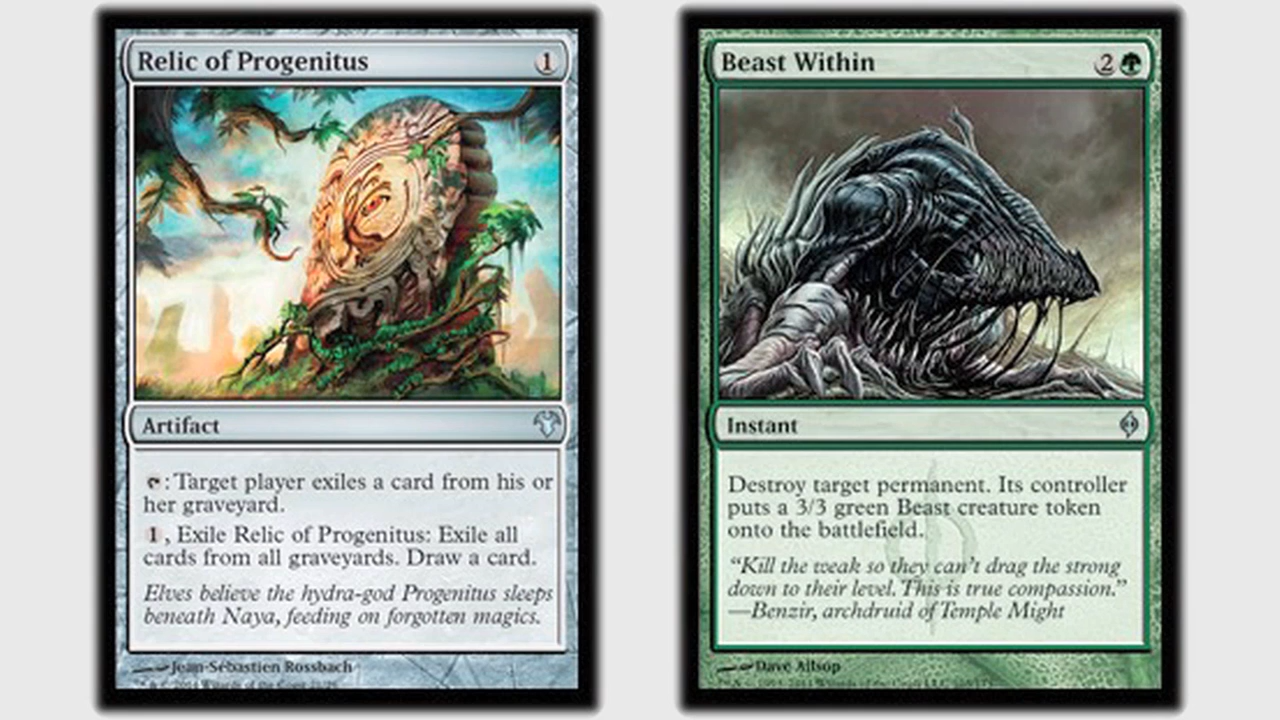 Relic of Progenitus 1
Artifact
: Target player exiles a card from his or
her graveyard.
1, Exile Relic of Progenitus: Exile all
cards from all graveyards. Draw a card.
Elves believe the hydra-god Progenitus sleeps
beneath Naya, feeding on forgotten magics.
Jean-Sébastien Rossbach
Beast Within 2
Instant
Destroy target permanent. Its controller
puts a 3/3 green Beast creature token
onto the battlefield.
“Kill the weak so they can’t drag the strong
down to their level. This is true compassion.”
—Benzir, archdruid of Temple Might
Dave Allsop